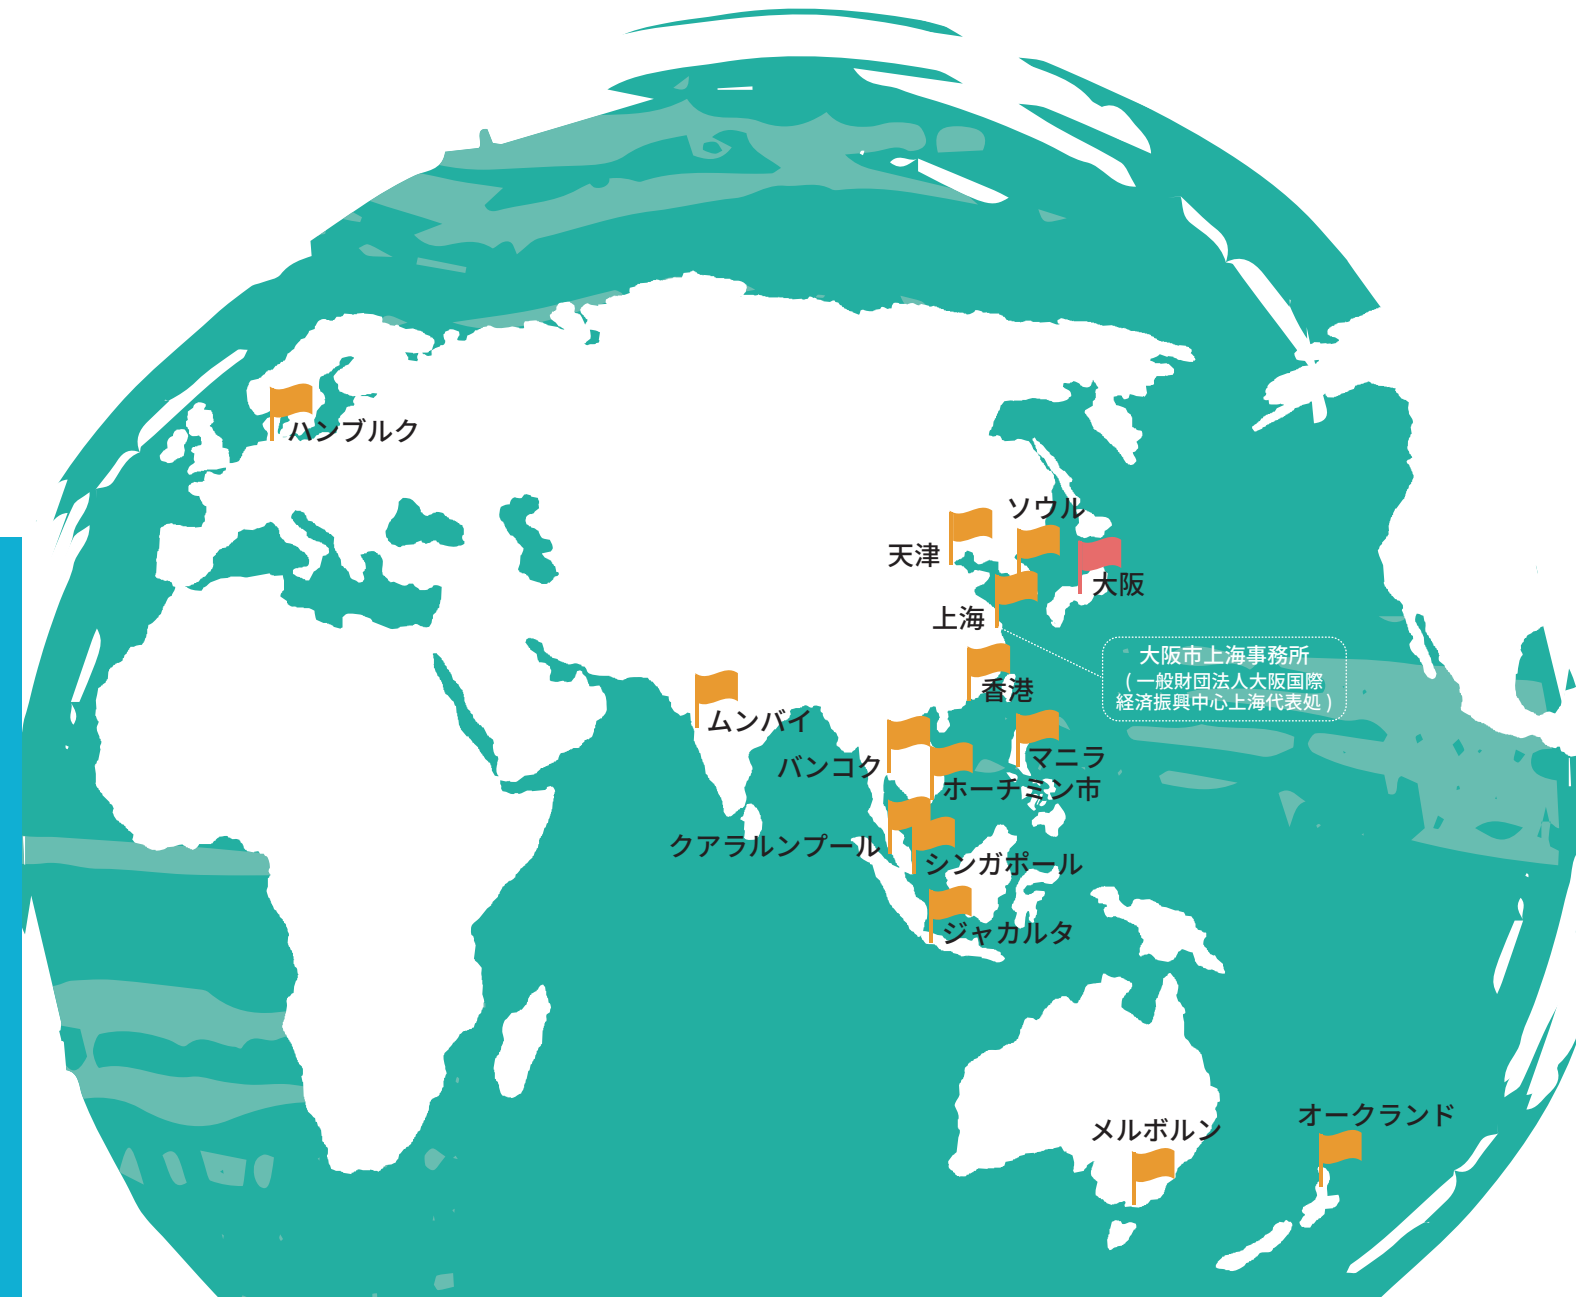 ハンブルク
ソウル
天津
大阪
上海
大阪市上海事務所
( 一般財団法人大阪国際
経済振興中心上海代表処 )
香港
ムンバイ
マニラ
バンコク
ホーチミン市
クアラルンプール
シンガポール
ジャカルタ
オークランド
メルボルン